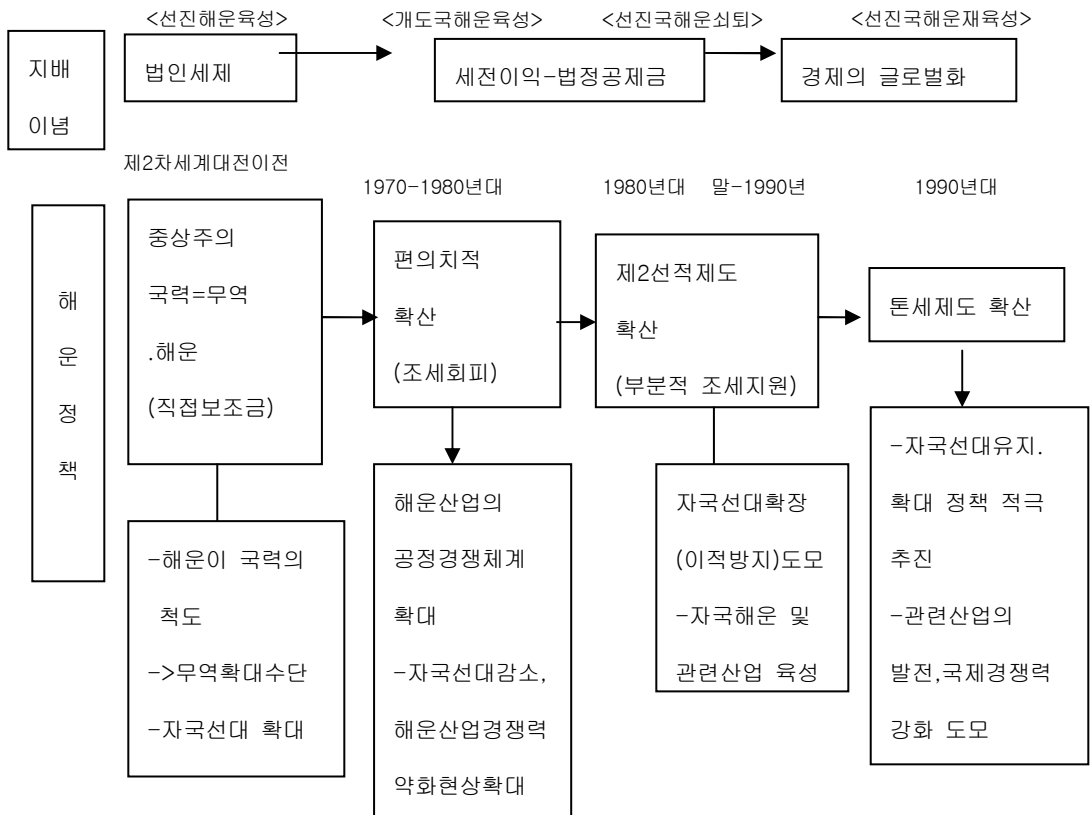 <선진해운육성>
<개도국해운육성>
<선진국해운쇠퇴>
<선진국해운재육성>
지배
이념
법인세제
세전이익-법정공제금
경제의 글로벌화
제2차세계대전이전
1970-1980년대
1980년대 말-1990년
1990년대
해
운
정
책
중상주의
국력=무역
.해운
(직접보조금)
편의치적
확산
(조세회피)
제2선적제도
확산
(부분적 조세지원)
톤세제도 확산
-해운이 국력의
척도
->무역확대수단
-자국선대 확대
해운산업의
공정경쟁체계
확대
-자국선대감소,
해운산업경쟁력
약화현상확대
자국선대확장
(이적방지)도모
-자국해운 및
관련산업 육성
-자국선대유지.
확대 정책 적극
추진
-관련산업의
발전,국제경쟁력
강화 도모